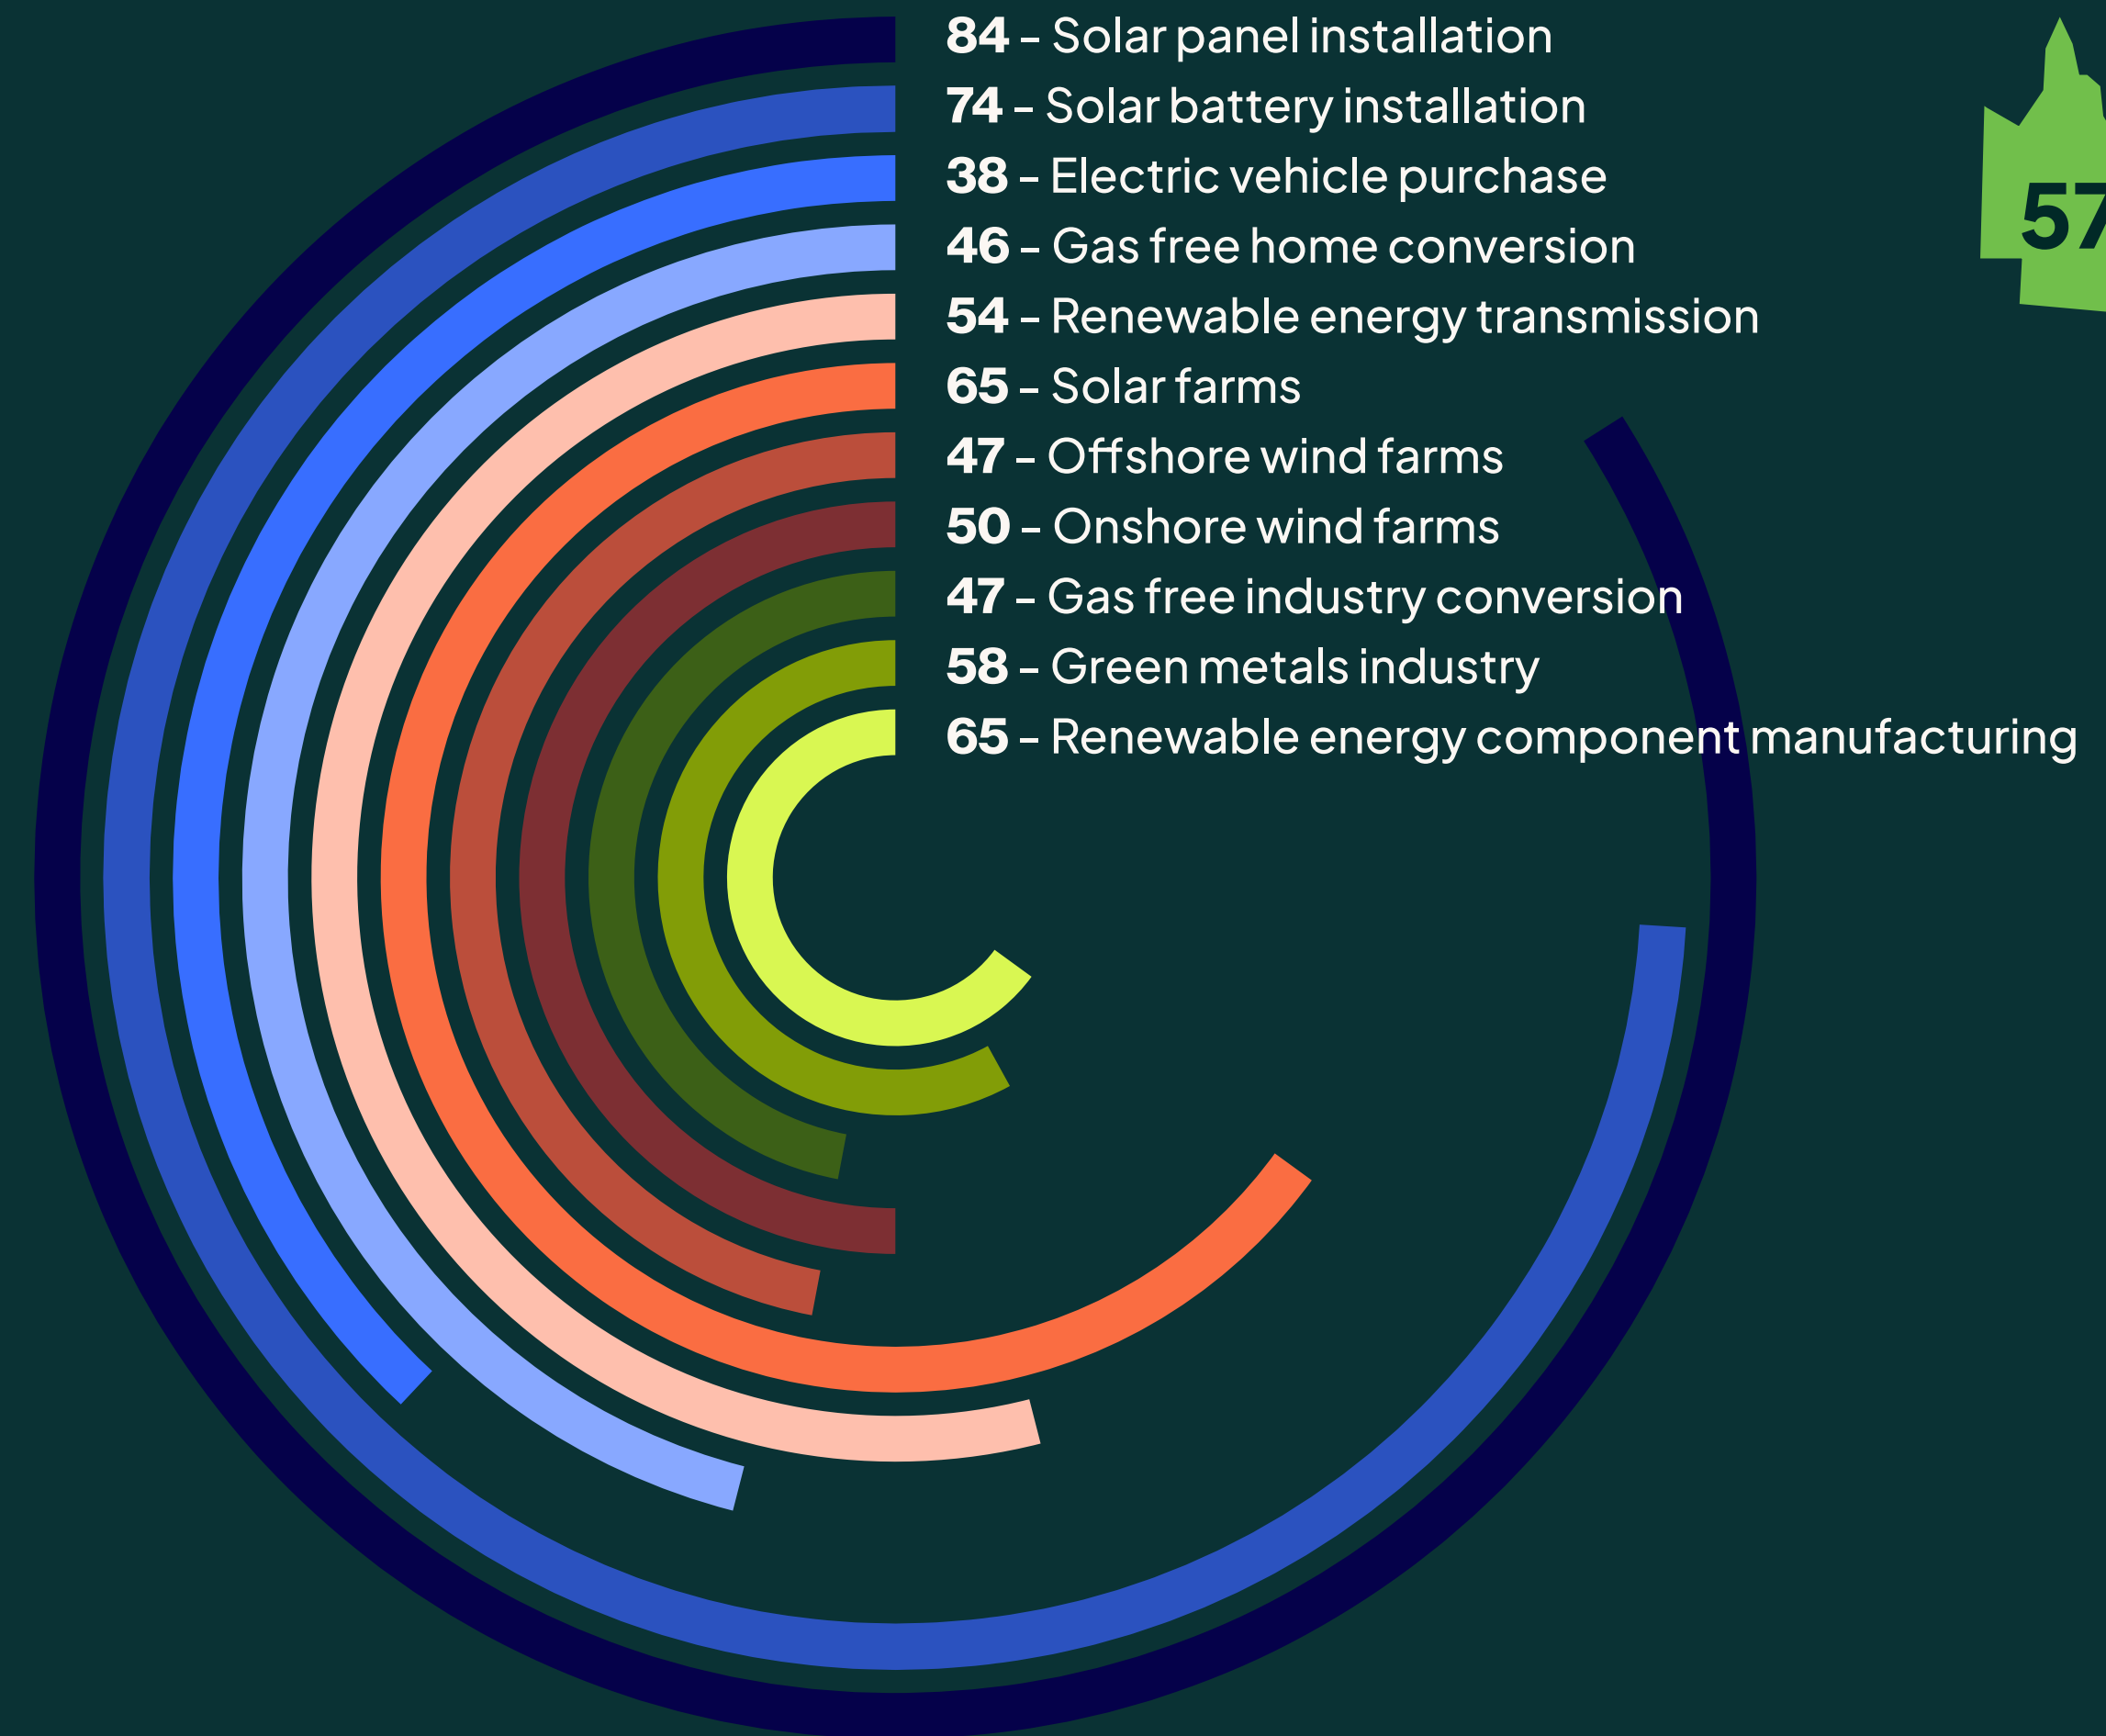 84 – Solar panel installation
74 – Solar battery installation
38 – Electric vehicle purchase
46 – Gas free home conversion
54 – Renewable energy transmission
65 – Solar farms
47 – Offshore wind farms
50 – Onshore wind farms
47 – Gas free industry conversion
58 – Green metals industry
65 – Renewable energy component manufacturing
57